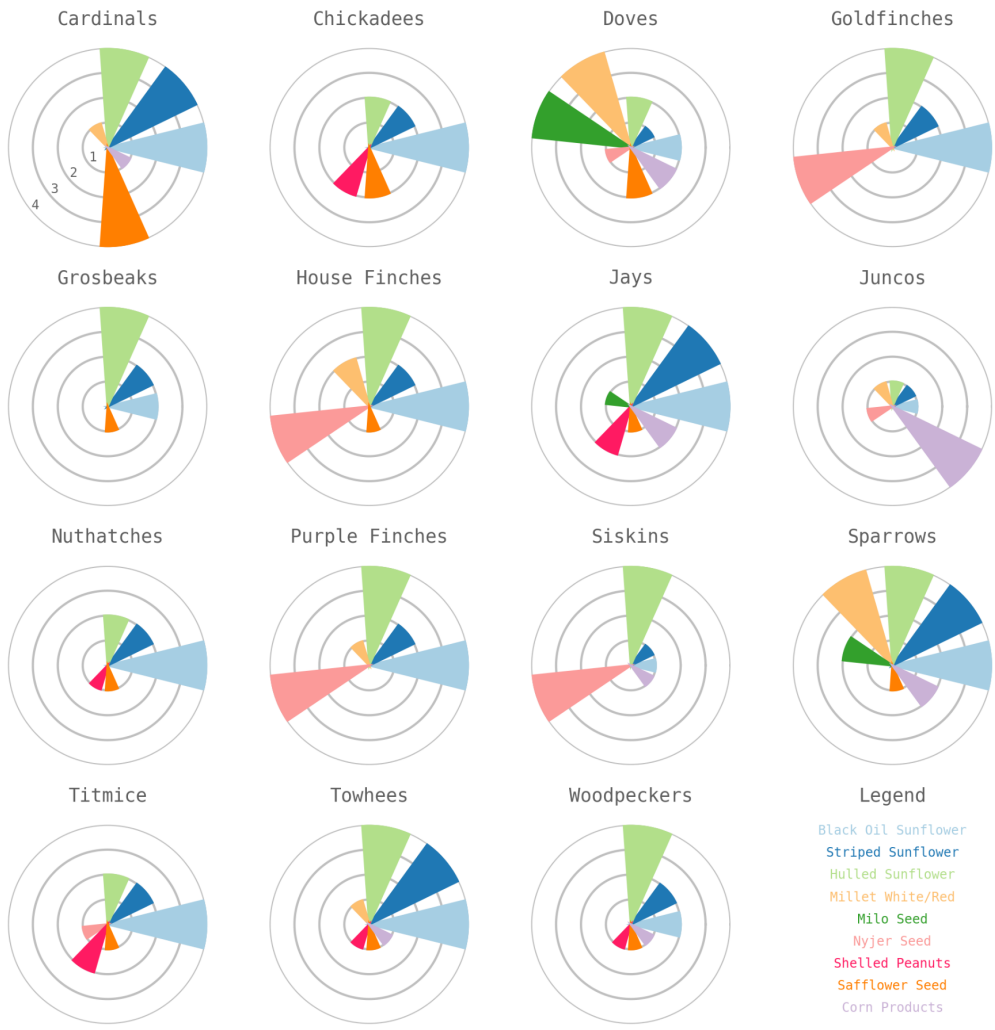 Cardinals
Chickadees
Doves
Goldfinches
1
2
3
4
Grosbeaks
House Finches
Jays
Juncos
Nuthatches
Purple Finches
Siskins
Sparrows
Titmice
Towhees
Woodpeckers
Legend
Black Oil Sunflower
Striped Sunflower
Hulled Sunflower
Millet White/Red
Milo Seed
Nyjer Seed
Shelled Peanuts
Safflower Seed
Corn Products